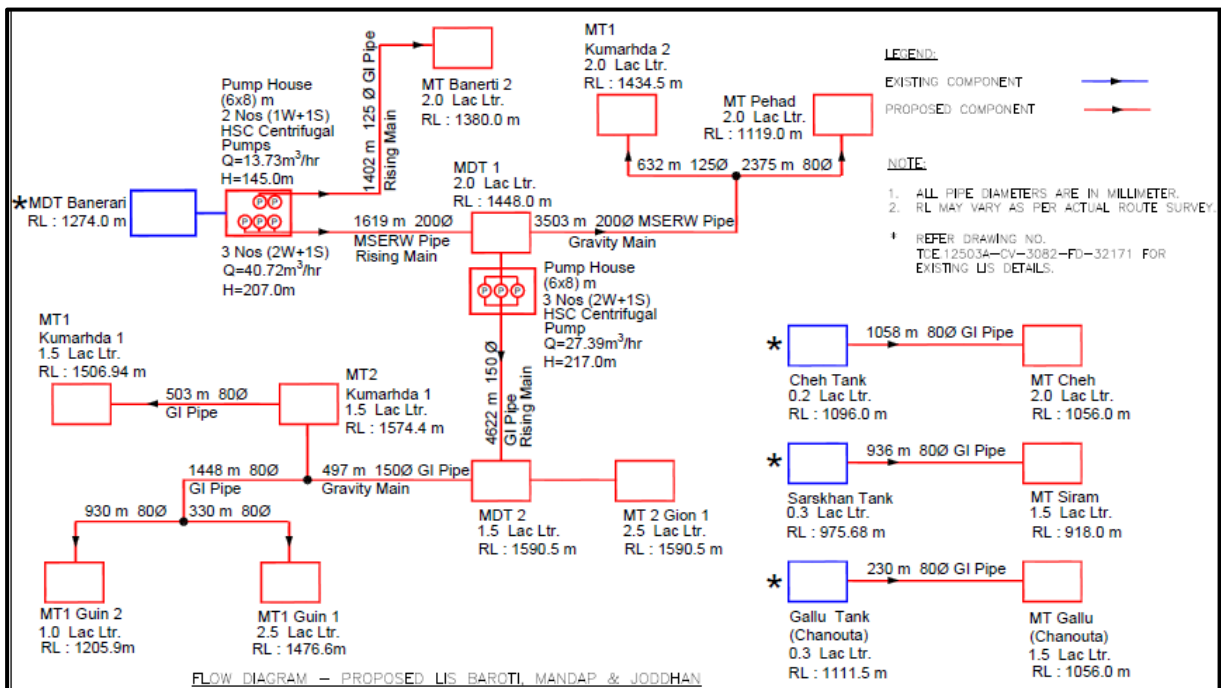 MT1
Kumarhda 2
2.0 Lac Ltr.
RL : 1434.5 m
LEGEND:
EXISTING COMPONENT
PROPOSED COMPONENT
Pump House
(6x8) m
2 Nos (1W+1S)
HSC Centrifugal
Pumps
Q=13.73m³/hr
H=145.0m
1402 m 125 Ø GI Pipe
Rising Main
MT Banerti 2
2.0 Lac Ltr.
RL : 1380.0 m
MT Pehad
2.0 Lac Ltr.
RL : 1119.0 m
632 m 125Ø
2375 m 80Ø
NOTE:
1. ALL PIPE DIAMETERS ARE IN MILLIMETER.
2. RL MAY VARY AS PER ACTUAL ROUTE SURVEY.
* REFER DRAWING NO.
TCE.12503A-CV-3082-FD-32171 FOR
EXISTING LIS DETAILS.
*MDT Banerari
RL : 1274.0 m
P P
P P P
3 Nos (2W+1S)
Q=40.72m³/hr
H=207.0m
1619 m 200Ø
MSERW Pipe
Rising Main
MDT 1
2.0 Lac Ltr.
RL : 1448.0 m
3503 m 200Ø MSERW Pipe
Gravity Main
P P P
Pump House
(6x8) m
3 Nos (2W+1S)
HSC Centrifugal
Pump
Q=27.39m³/hr
H=217.0m
4622 m 150 Ø
GI Pipe
Rising Main
MT1
Kumarhda 1
1.5 Lac Ltr.
RL : 1506.94 m
503 m 80Ø
GI Pipe
MT2
Kumarhda 1
1.5 Lac Ltr.
RL : 1574.4 m
1448 m 80Ø
GI Pipe
497 m 150Ø GI Pipe
Gravity Main
MDT 2
1.5 Lac Ltr.
RL : 1590.5 m
MT 2 Gion 1
2.5 Lac Ltr.
RL : 1590.5 m
930 m 80Ø
330 m 80Ø
MT1 Guin 2
1.0 Lac Ltr.
RL : 1205.9m
MT1 Guin 1
2.5 Lac Ltr.
RL : 1476.6m
*
1058 m 80Ø GI Pipe
Cheh Tank
0.2 Lac Ltr.
RL : 1096.0 m
MT Cheh
2.0 Lac Ltr.
RL : 1056.0 m
*
936 m 80Ø GI Pipe
Sarskhan Tank
0.3 Lac Ltr.
RL : 975.68 m
MT Siram
1.5 Lac Ltr.
RL : 918.0 m
*
230 m 80Ø GI Pipe
Gallu Tank
(Chanouta)
0.3 Lac Ltr.
RL : 1111.5 m
MT Gallu
(Chanouta)
1.5 Lac Ltr.
RL : 1056.0 m
FLOW DIAGRAM – PROPOSED LIS BAROTI, MANDAP & JODDHAN